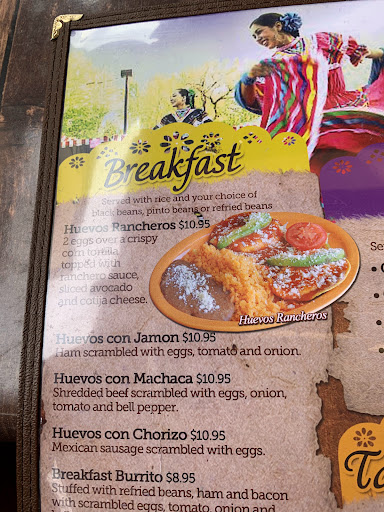 Breakfast
Served with rice and your choice of
black beans, pinto beans or refried beans
Huevos Rancheros $10.95
2 eggs over a crispy
corn tortilla
topped with
ranchero sauce,
sliced avocado
and cotija cheese.
Huevos Rancheros
Huevos con Jamon $10.95
Ham scrambled with eggs, tomato and onion.
Huevos con Machaca $10.95
Shredded beef scrambled with eggs, onion,
tomato and bell pepper.
Huevos con Chorizo $10.95
Mexican sausage scrambled with eggs.
Breakfast Burrito $8.95
Stuffed with refried beans, ham and bacon
with scrambled eggs, tomato, onion and
Se
Ta